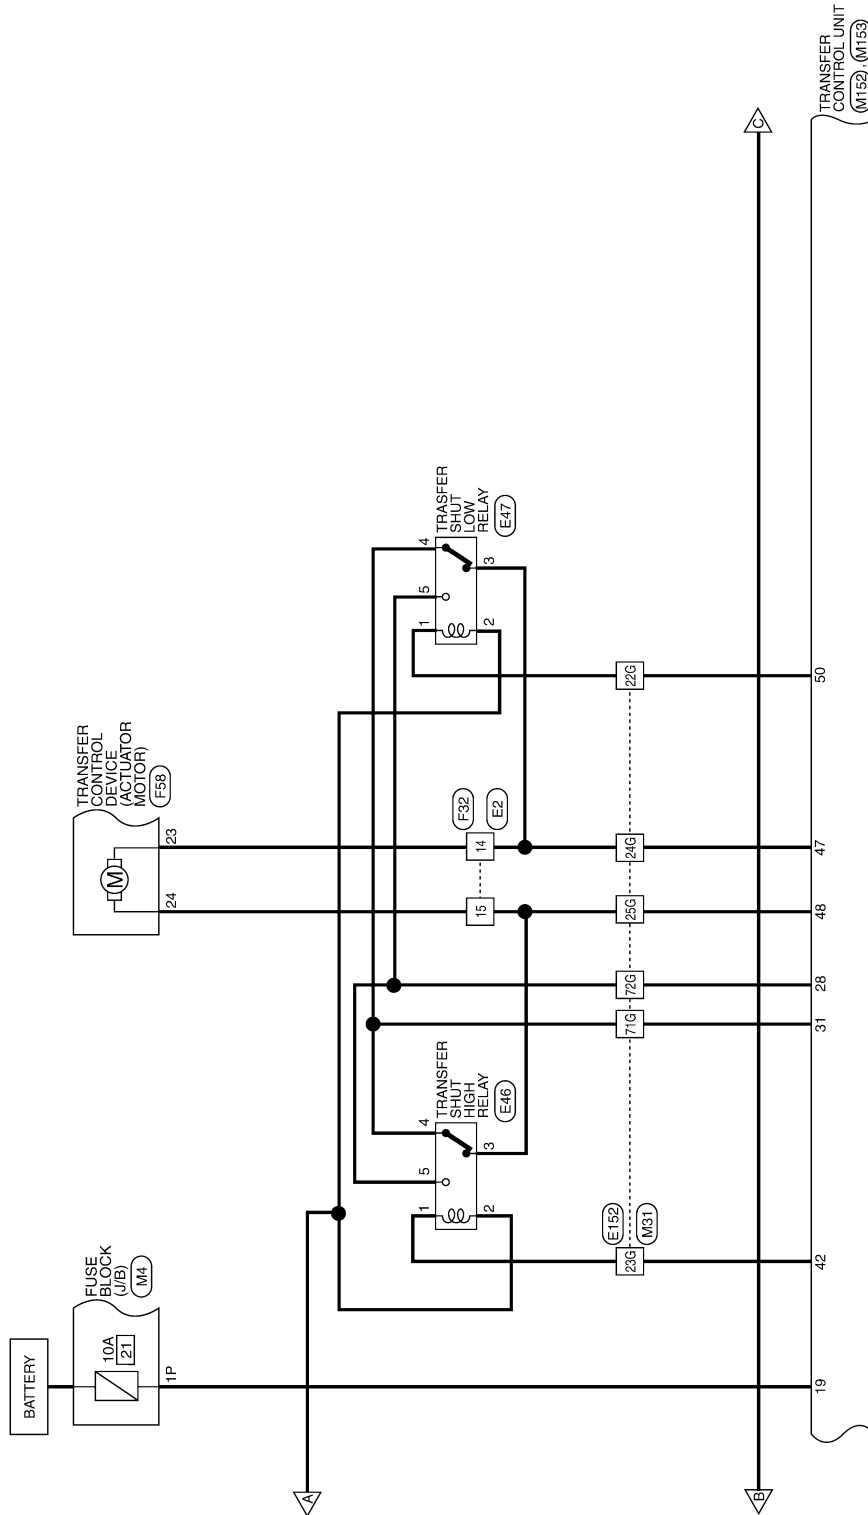 BATTERY
FUSE
BLOCK
(J/B)
M4
10A
21
1P
TRANSFER
CONTROL
DEVICE
(ACTUATOR
MOTOR)
F58
M
24
23
A
TRANSFER
SHUT
HIGH
RELAY
E46
1
5
4
2
3
TRASFER
SHUT
LOW
RELAY
E47
1
5
4
2
3
F32
E2
15
14
E152
M31
23G
71G
72G
25G
24G
22G
B
C
19
42
31
28
48
47
50
TRANSFER
CONTROL UNIT
M152 , M153